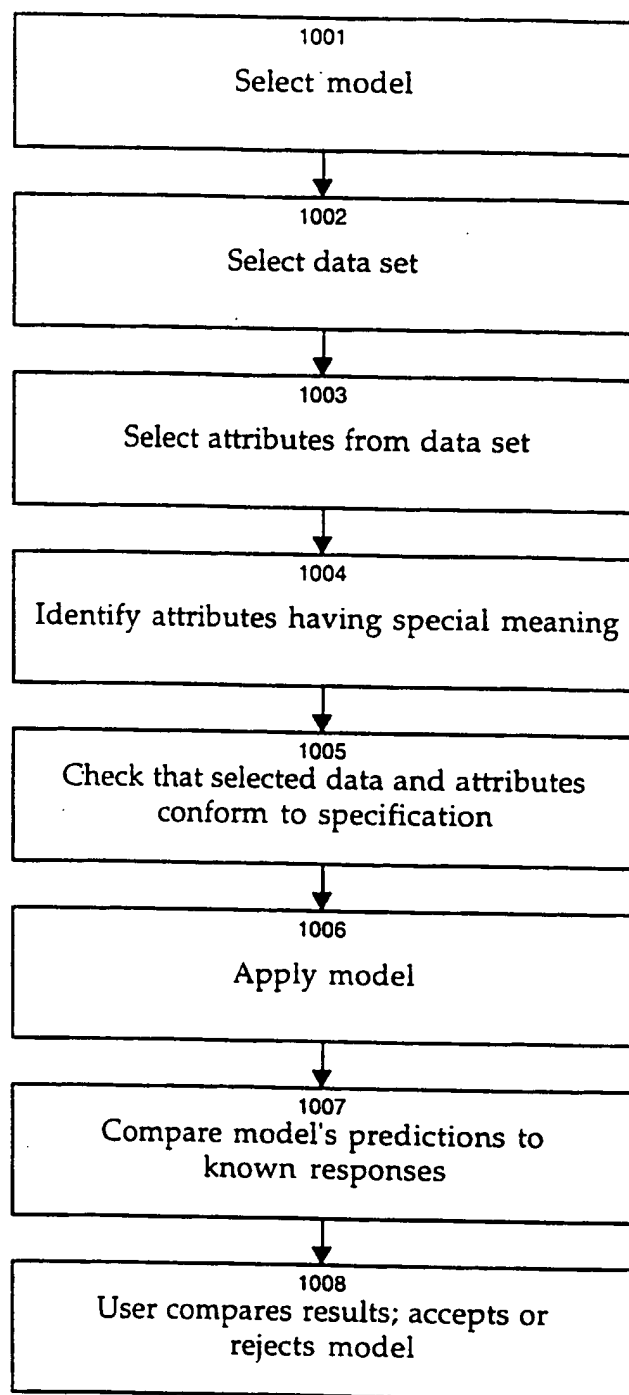 1001
Select model
1002
Select data set
1003
Select attributes from data set
1004
Identify attributes having special meaning
1005
Check that selected data and attributes
conform to specification
1006
Apply model
1007
Compare model's predictions to
known responses
1008
User compares results; accepts or
rejects model